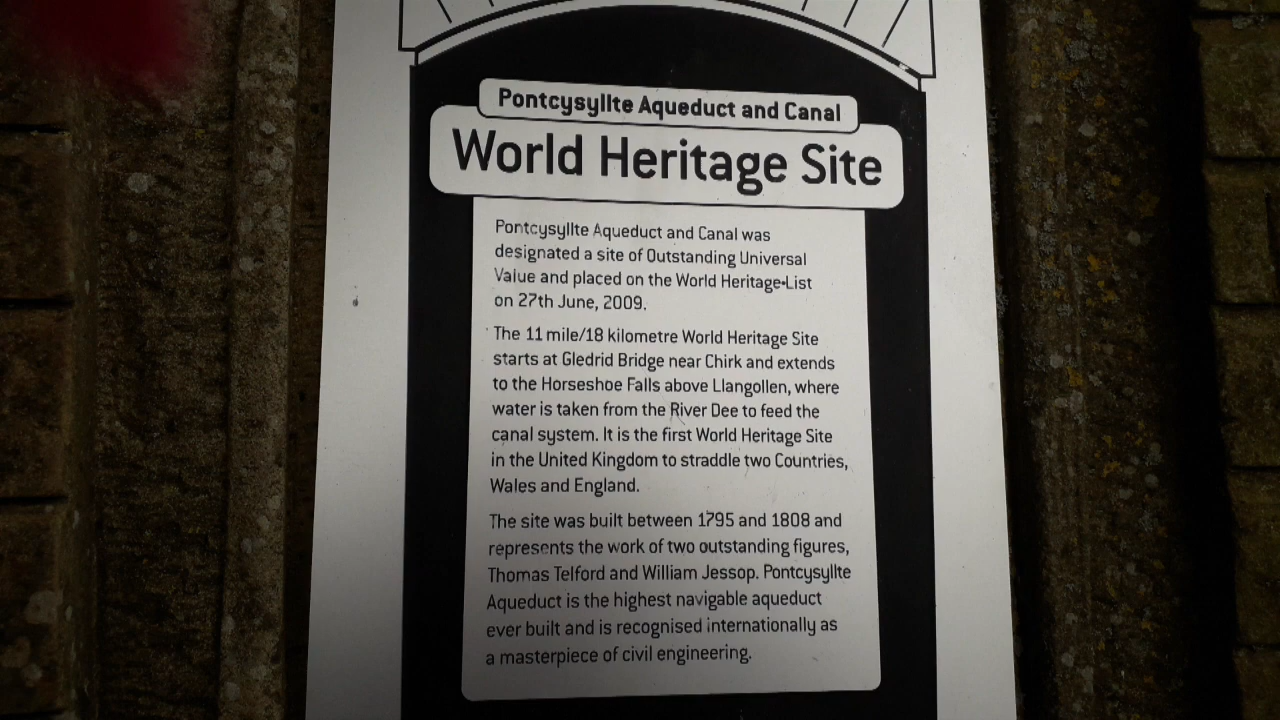 Pontcysyllte Aqueduct and Canal
World Heritage Site
Pontcysyllte Aqueduct and Canal was
designated a site of Outstanding Universal
Value and placed on the World Heritage List
on 27th June, 2009.
The 11 mile/18 kilometre World Heritage Site
starts at Gledrid Bridge near Chirk and extends
to the Horseshoe Falls above Llangollen, where
water is taken from the River Dee to feed the
canal system. It is the first World Heritage Site
in the United Kingdom to straddle two Countries,
Wales and England.
The site was built between 1795 and 1808 and
represents the work of two outstanding figures,
Thomas Telford and William Jessop. Pontcysyllte
Aqueduct is the highest navigable aqueduct
ever built and is recognised internationally as
a masterpiece of civil engineering.